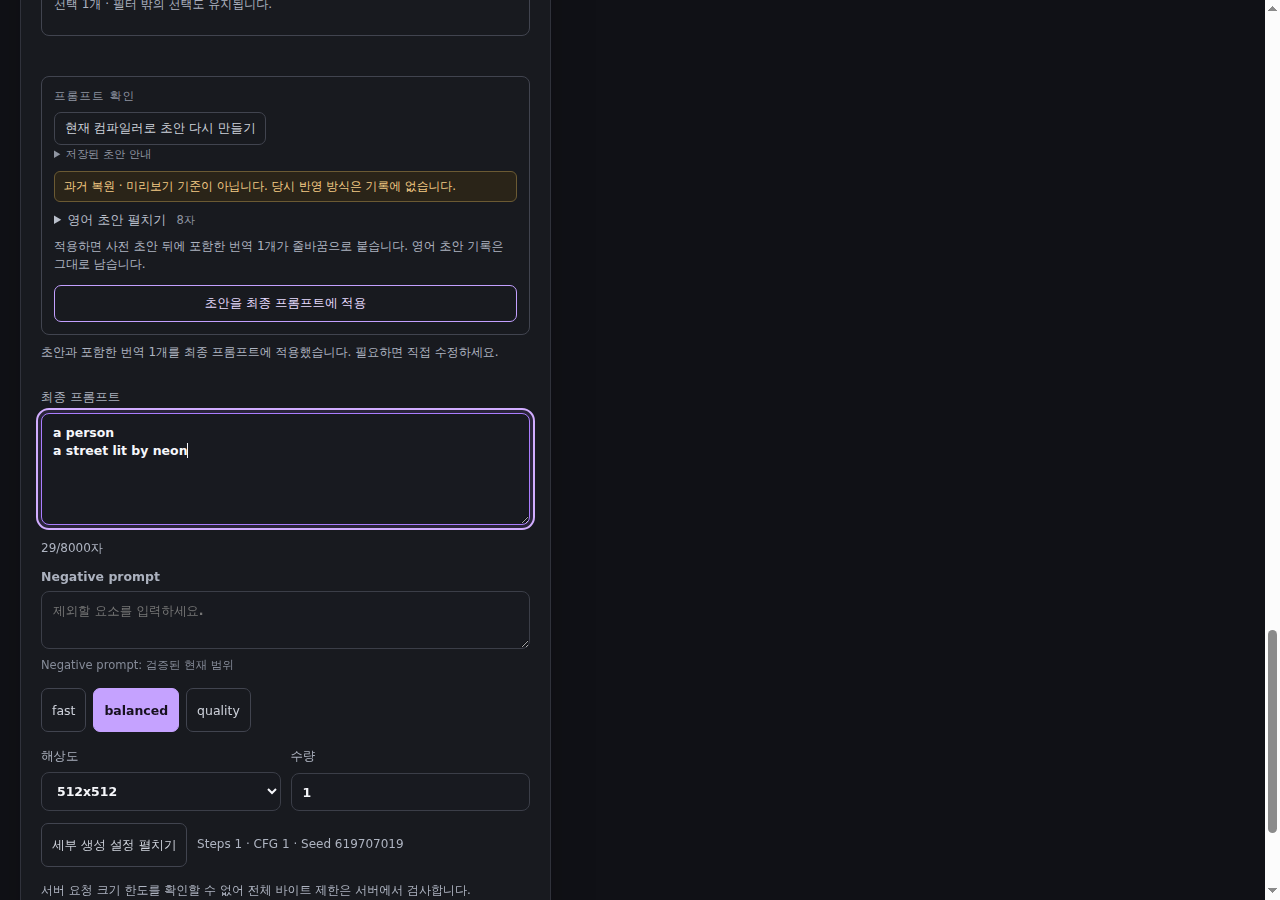 선택 1개 · 필터 밖의 선택도 유지됩니다.
프롬프트 확인
현재 컴파일러로 초안 다시 만들기
▶ 저장된 초안 안내
과거 복원 · 미리보기 기준이 아닙니다. 당시 반영 방식은 기록에 없습니다.
▶ 영어 초안 펼치기 8자
적용하면 사전 초안 뒤에 포함한 번역 1개가 줄바꿈으로 붙습니다. 영어 초안 기록은
그대로 남습니다.
초안을 최종 프롬프트에 적용
초안과 포함한 번역 1개를 최종 프롬프트에 적용했습니다. 필요하면 직접 수정하세요.
최종 프롬프트
a person
a street lit by neon
29/8000자
Negative prompt
제외할 요소를 입력하세요.
Negative prompt: 검증된 현재 범위
fast balanced quality
해상도 수량
512x512 1
세부 생성 설정 펼치기 Steps 1 · CFG 1 · Seed 619707019
서버 요청 크기 한도를 확인할 수 없어 전체 바이트 제한은 서버에서 검사합니다.